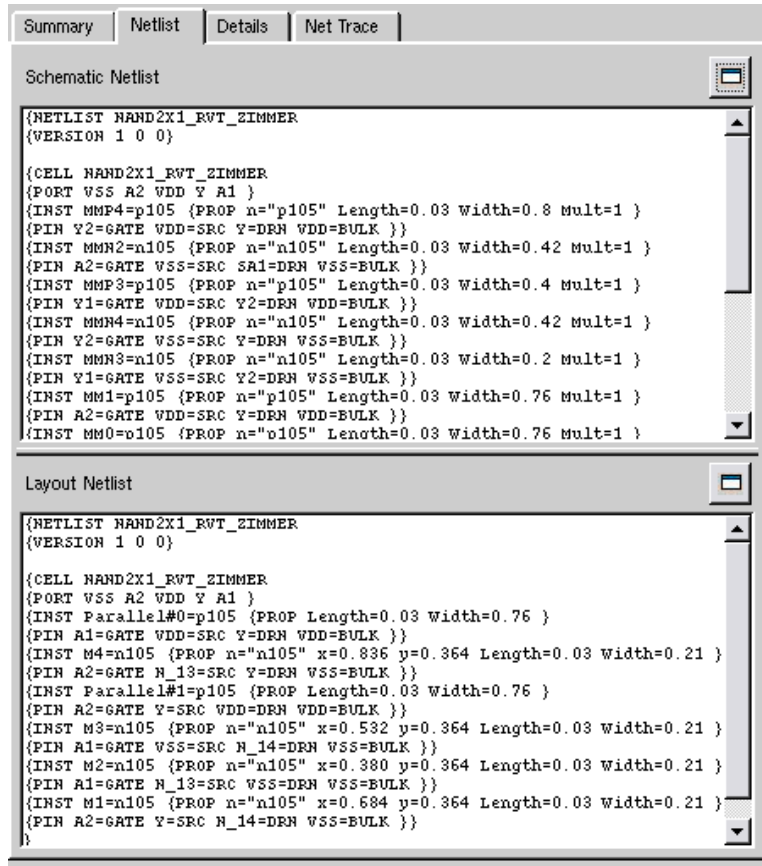 Summary Netlist Details Net Trace
Schematic Netlist
{NETLIST NAND2X1_RVT_ZIMMER
{VERSION 1 0 0}
{CELL NAND2X1_RVT_ZIMMER
{PORT VSS A2 VDD Y A1 }
{INST MMP4=p105 {PROP n="p105" Length=0.03 Width=0.8 Mult=1 }
{PIN Y2=GATE VDD=SRC Y=DRN VDD=BULK }}
{INST MMN2=n105 {PROP n="n105" Length=0.03 Width=0.42 Mult=1 }
{PIN A2=GATE VSS=SRC SA1=DRN VSS=BULK }}
{INST MMP3=p105 {PROP n="p105" Length=0.03 Width=0.4 Mult=1 }
{PIN Y1=GATE VDD=SRC Y2=DRN VDD=BULK }}
{INST MMN4=n105 {PROP n="n105" Length=0.03 Width=0.42 Mult=1 }
{PIN Y2=GATE VSS=SRC Y=DRN VSS=BULK }}
{INST MMN3=n105 {PROP n="n105" Length=0.03 Width=0.2 Mult=1 }
{PIN Y1=GATE VSS=SRC Y2=DRN VSS=BULK }}
{INST MM1=p105 {PROP n="p105" Length=0.03 Width=0.76 Mult=1 }
{PIN A2=GATE VDD=SRC Y=DRN VDD=BULK }}
{INST MM0=p105 {PROP n="p105" Length=0.03 Width=0.76 Mult=1 }
Layout Netlist
{NETLIST NAND2X1_RVT_ZIMMER
{VERSION 1 0 0}
{CELL NAND2X1_RVT_ZIMMER
{PORT VSS A2 VDD Y A1 }
{INST Parallel#0=p105 {PROP Length=0.03 Width=0.76 }
{PIN A1=GATE VDD=SRC Y=DRN VDD=BULK }}
{INST M4=n105 {PROP n="n105" x=0.836 y=0.364 Length=0.03 Width=0.21 }
{PIN A2=GATE N_13=SRC Y=DRN VSS=BULK }}
{INST Parallel#1=p105 {PROP Length=0.03 Width=0.76 }
{PIN A2=GATE Y=SRC VDD=DRN VDD=BULK }}
{INST M3=n105 {PROP n="n105" x=0.532 y=0.364 Length=0.03 Width=0.21 }
{PIN A1=GATE VSS=SRC N_14=DRN VSS=BULK }}
{INST M2=n105 {PROP n="n105" x=0.380 y=0.364 Length=0.03 Width=0.21 }
{PIN A1=GATE N_13=SRC VSS=DRN VSS=BULK }}
{INST M1=n105 {PROP n="n105" x=0.684 y=0.364 Length=0.03 Width=0.21 }
{PIN A2=GATE Y=SRC N_14=DRN VSS=BULK }}
}